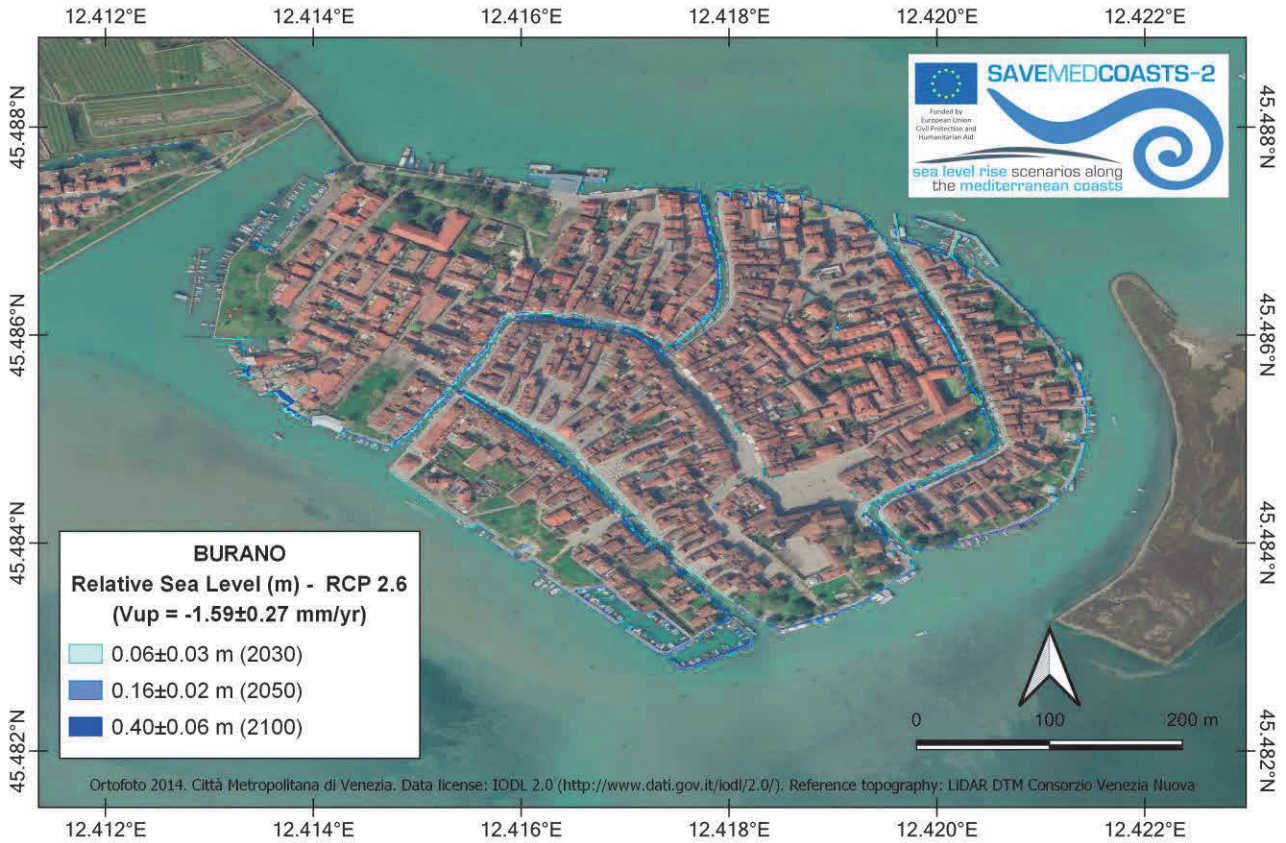 12.412°E 12.414°E 12.416°E 12.418°E 12.420°E 12.422°E
45.488°N
45.486°N
45.484°N
45.482°N
SAVEMEDCOASTS-2
Funded by
European Union
Civil Protection and
Humanitarian Aid
sea level rise scenarios along
the mediterranean coasts
45.488°N
45.486°N
45.484°N
45.482°N
BURANO
Relative Sea Level (m) - RCP 2.6
(Vup = -1.59±0.27 mm/yr)
0.06±0.03 m (2030)
0.16±0.02 m (2050)
0.40±0.06 m (2100)
0 100 200 m
Ortofoto 2014. Città Metropolitana di Venezia. Data license: IODL 2.0 (http://www.dati.gov.it/iodl/2.0/). Reference topography: LiDAR DTM Consorzio Venezia Nuova
12.412°E 12.414°E 12.416°E 12.418°E 12.420°E 12.422°E